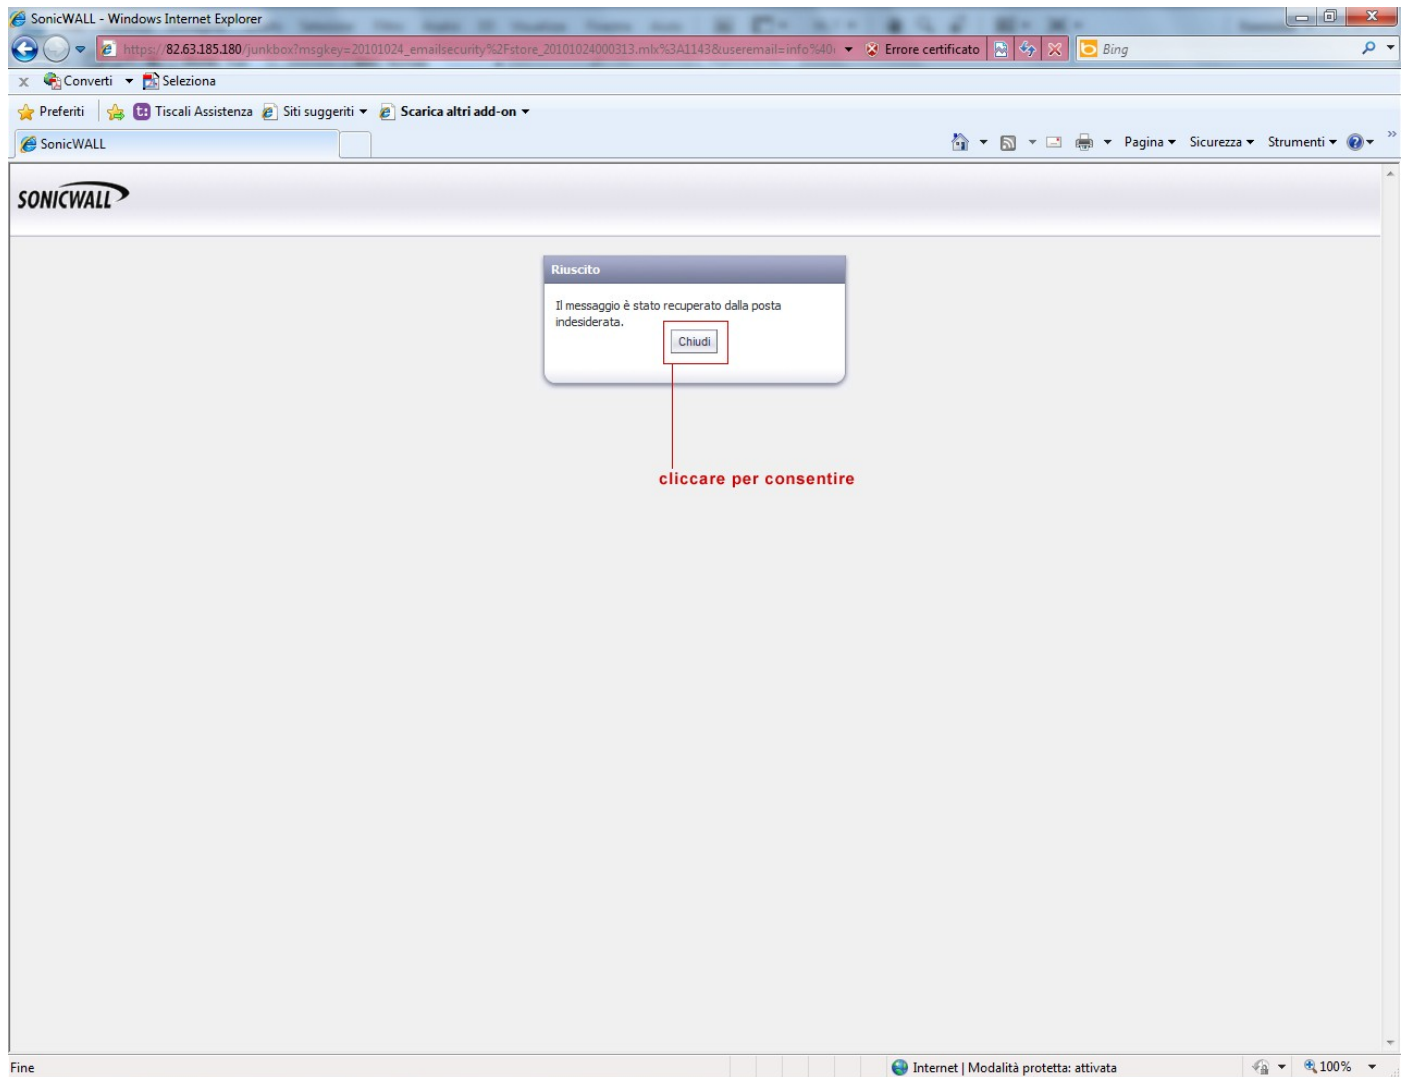 SonicWALL - Windows Internet Explorer
https://82.63.185.180/junkbox?msgkey=20101024_emailsecurity%2Fstore_20101024000313.mlx%3A1143&useremail=info%40 Errore certificato Bing
x Converti Seleziona
Preferiti Tiscali Assistenza Siti suggeriti Scarica altri add-on
SonicWALL Pagina Sicurezza Strumenti »
SONICWALL
Riuscito
Il messaggio è stato recuperato dalla posta
indesiderata.
Chiudi
cliccare per consentire
Fine Internet | Modalità protetta: attivata 100%